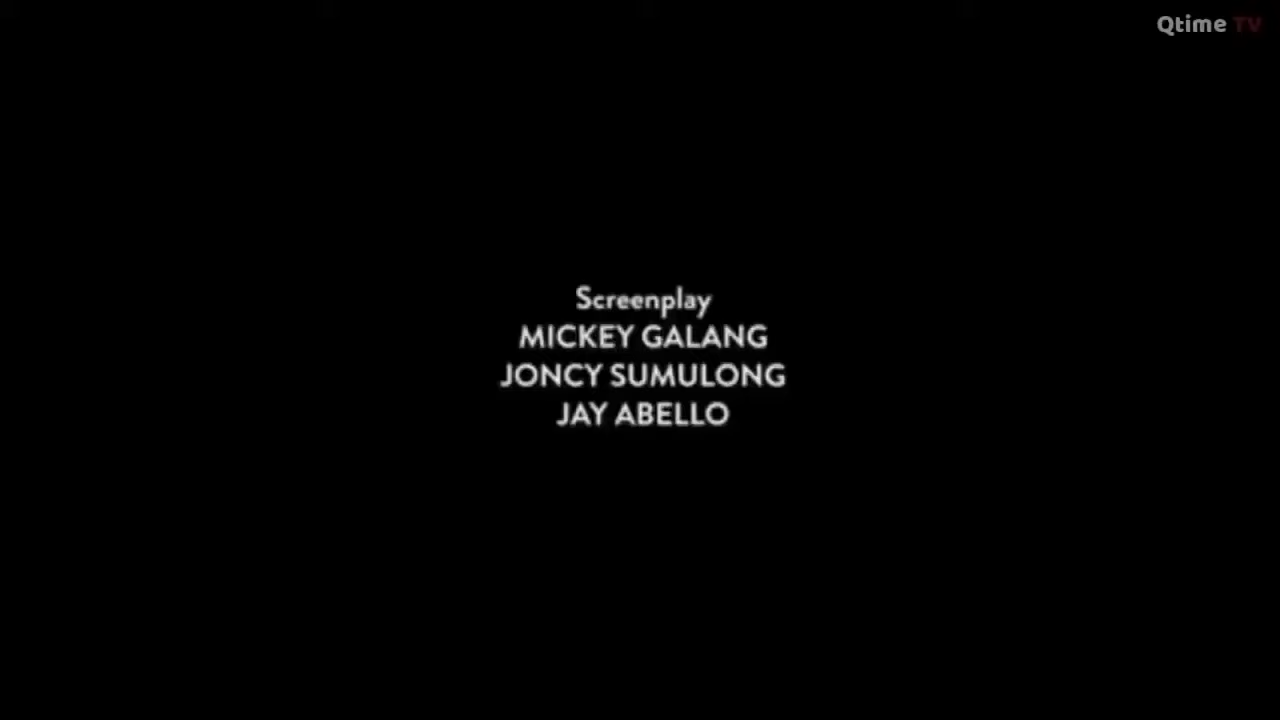 Qtime TV
Screenplay
MICKEY GALANG
JONCY SUMULONG
JAY ABELLO